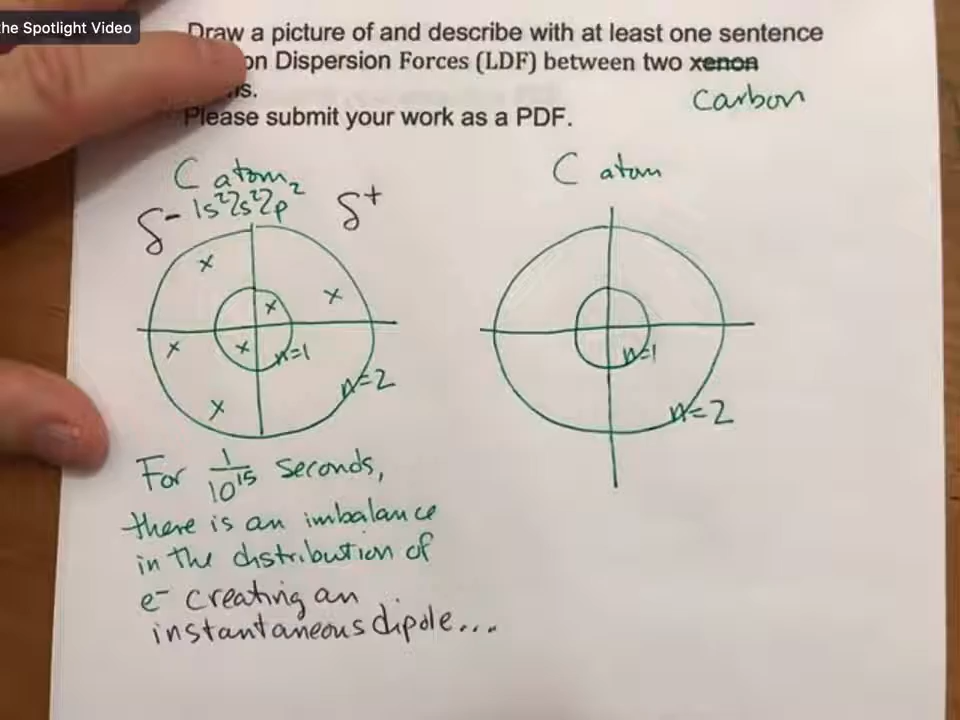 the Spotlight Video
Draw a picture of and describe with at least one sentence
Dispersion Forces (LDF) between two xenon
Carbon
Please submit your work as a PDF.
C atom
1s²2s²2p²
δ-
δ+
C atom
x
x
x
x
x
x
n=1
n=2
n=1
n=2
For 1/10¹⁵ seconds,
there is an imbalance
in the distribution of
e⁻ creating an
instantaneous dipole...